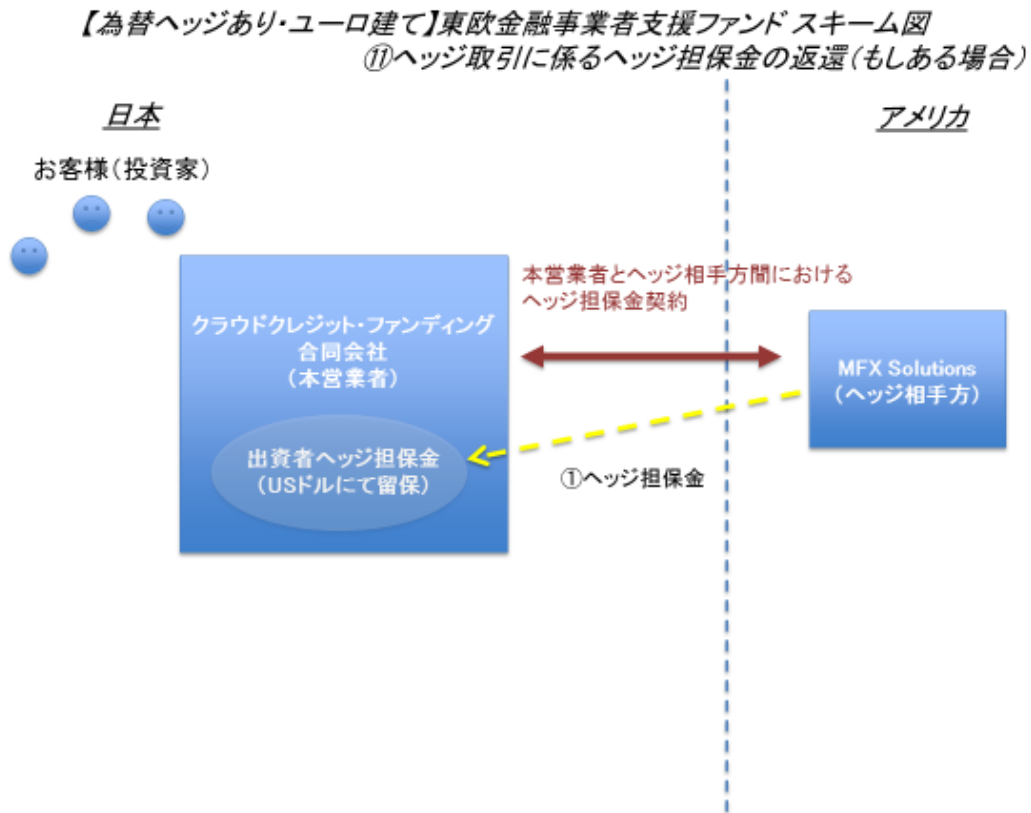 【為替ヘッジあり・ユーロ建て】東欧金融事業者支援ファンド スキーム図
⑪ヘッジ取引に係るヘッジ担保金の返還(もしある場合)
日本
アメリカ
お客様(投資家)
本営業者とヘッジ相手方間における
ヘッジ担保金契約
クラウドクレジット・ファンディング
合同会社
(本営業者)
MFX Solutions
(ヘッジ相手方)
出資者ヘッジ担保金
(USドルにて留保)
①ヘッジ担保金